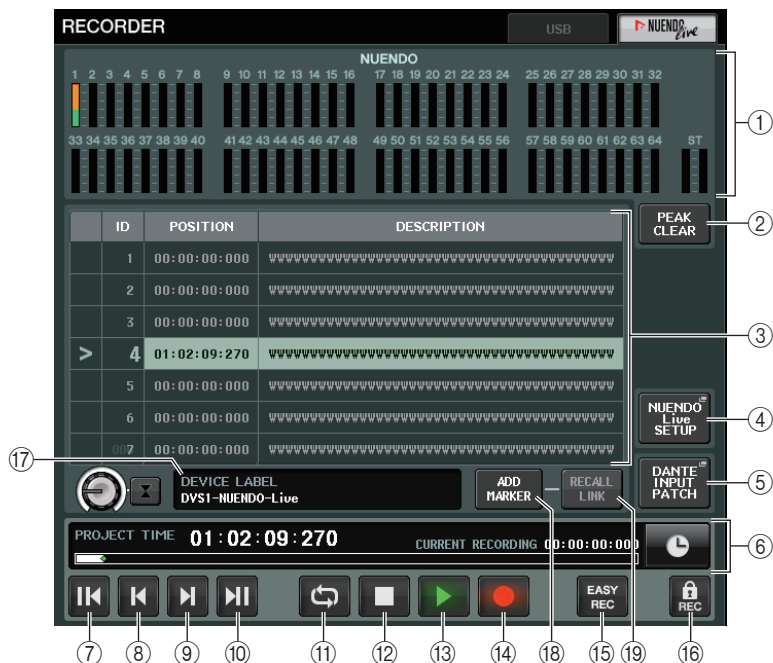 RECORDER USB NUENDO Live
NUENDO
1 2 3 4 5 6 7 8 9 10 11 12 13 14 15 16 17 18 19 20 21 22 23 24 25 26 27 28 29 30 31 32
①
33 34 35 36 37 38 39 40 41 42 43 44 45 46 47 48 49 50 51 52 53 54 55 56 57 58 59 60 61 62 63 64 ST
PEAK
CLEAR
②
ID POSITION DESCRIPTION
1 00:00:00:000
2 00:00:00:000
3 00:00:00:000
③
> 4 01:02:09:270
5 00:00:00:000
6 00:00:00:000
7 00:00:00:000
NUENDO
Live
SETUP
④
⑰
DEVICE LABEL
DVS1-NUENDO-Live
ADD
MARKER
RECALL
LINK
DANTE
INPUT
PATCH
⑤
PROJECT TIME 01:02:09:270 CURRENT RECORDING 00:00:00:000
⑥
EASY
REC
REC
⑦ ⑧ ⑨ ⑩ ⑪ ⑫ ⑬ ⑭ ⑱ ⑮ ⑲ ⑯